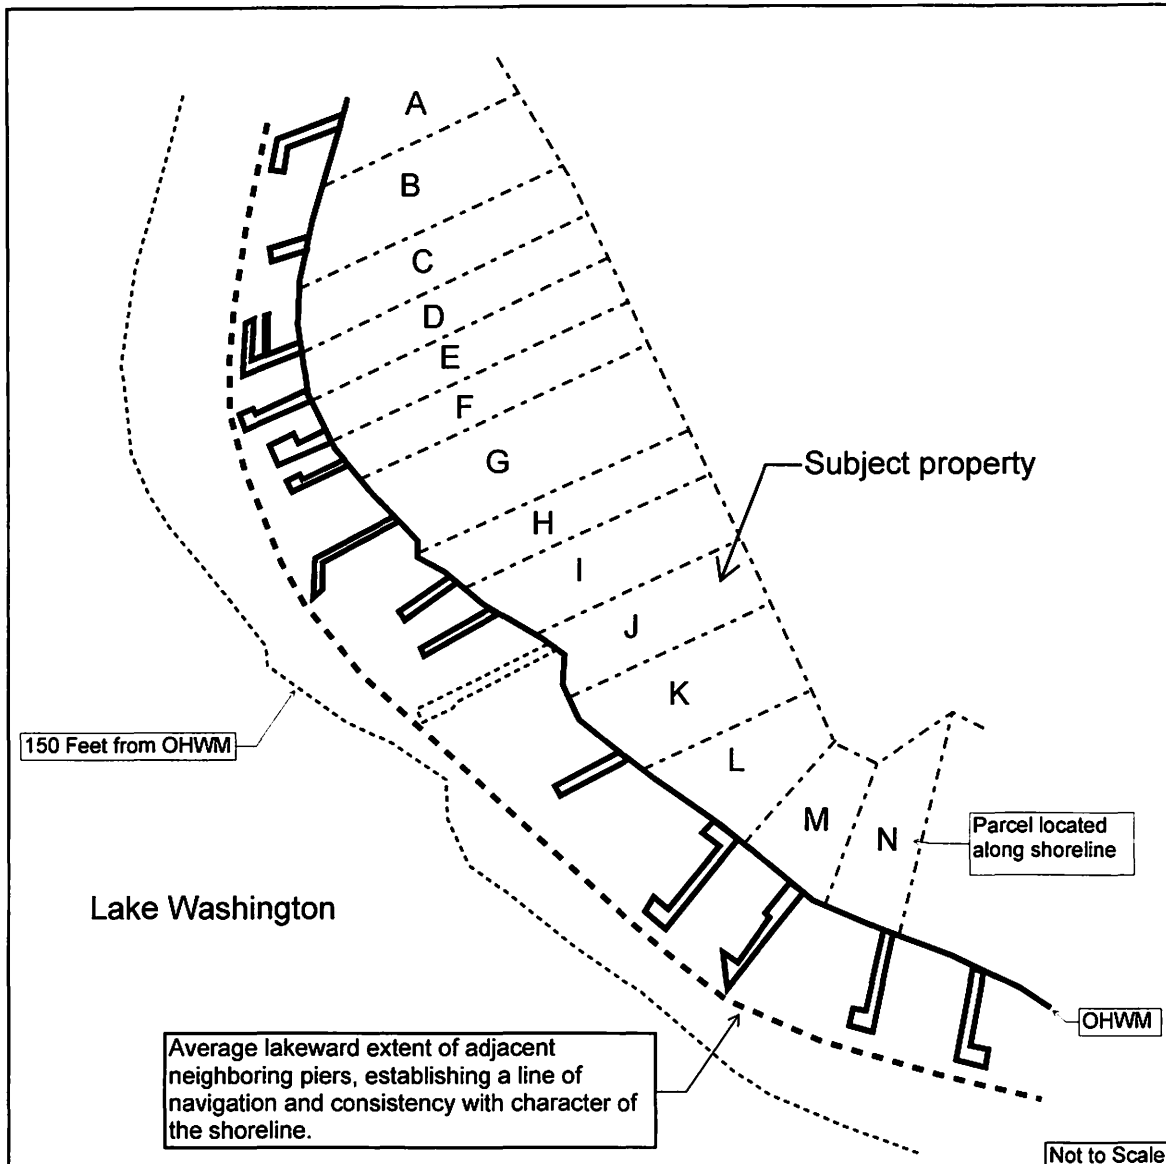 A
B
C
D
E
F
G
Subject property
H
I
J
K
150 Feet from OHWM
L
M
N
Parcel located
along shoreline
Lake Washington
OHWM
Average lakeward extent of adjacent
neighboring piers, establishing a line of
navigation and consistency with character of
the shoreline.
Not to Scale